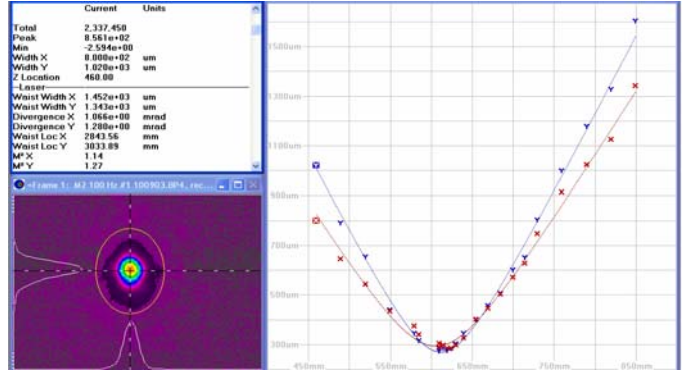 Current Units
Total 2,337,450
Peak 8.561e+02
Min -2.594e+00
Width X 8.000e+02 um
Width Y 1.020e+03 um
Z Location 460.00
Laser
Waist Width X 1.452e+03 um
Waist Width Y 1.343e+03 um
Divergence X 1.066e+00 mrad
Divergence Y 1.280e+00 mrad
Waist Loc X 2843.56 mm
Waist Loc Y 3033.89 mm
M² X 1.14
M² Y 1.27
Frame 1: M2 100 Hz #1 100903.BP4, rec...
1500um
1300um
1100um
900um
700um
500um
300um
450mm 550mm 650mm 750mm 850mm